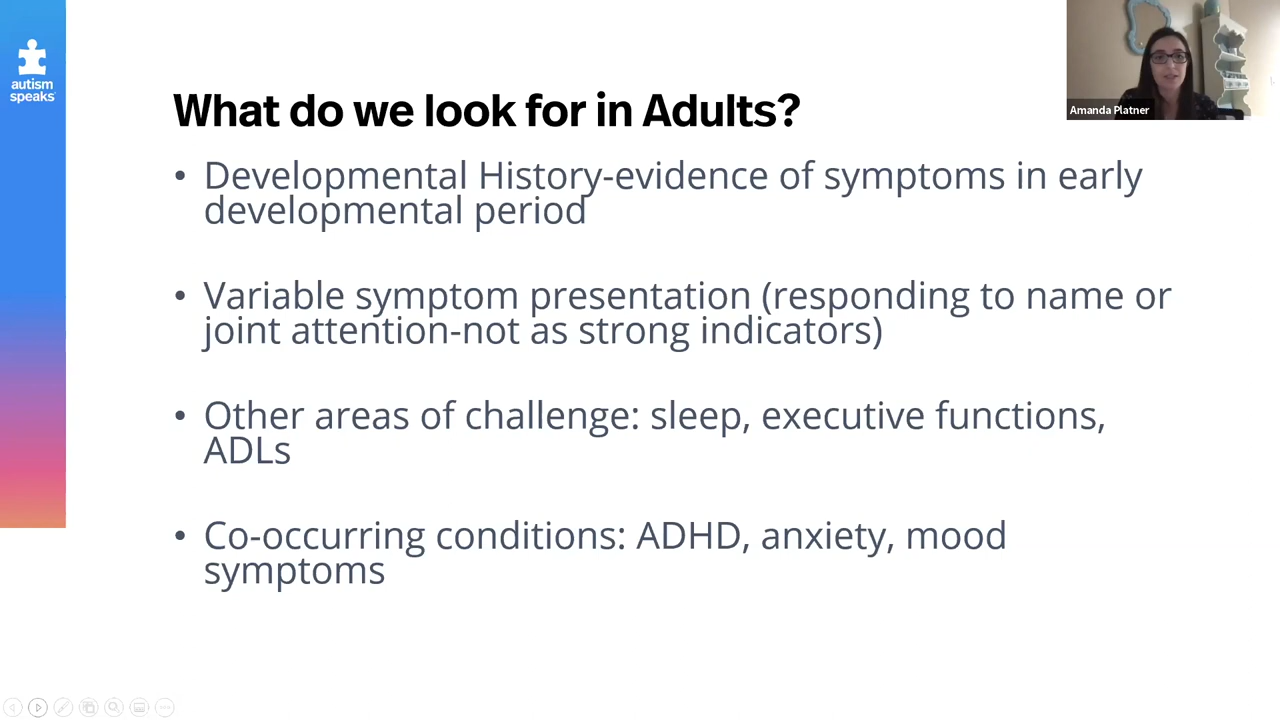 autism
speaks
Amanda Platner
What do we look for in Adults?
• Developmental History-evidence of symptoms in early
developmental period
• Variable symptom presentation (responding to name or
joint attention-not as strong indicators)
• Other areas of challenge: sleep, executive functions,
ADLs
• Co-occurring conditions: ADHD, anxiety, mood
symptoms